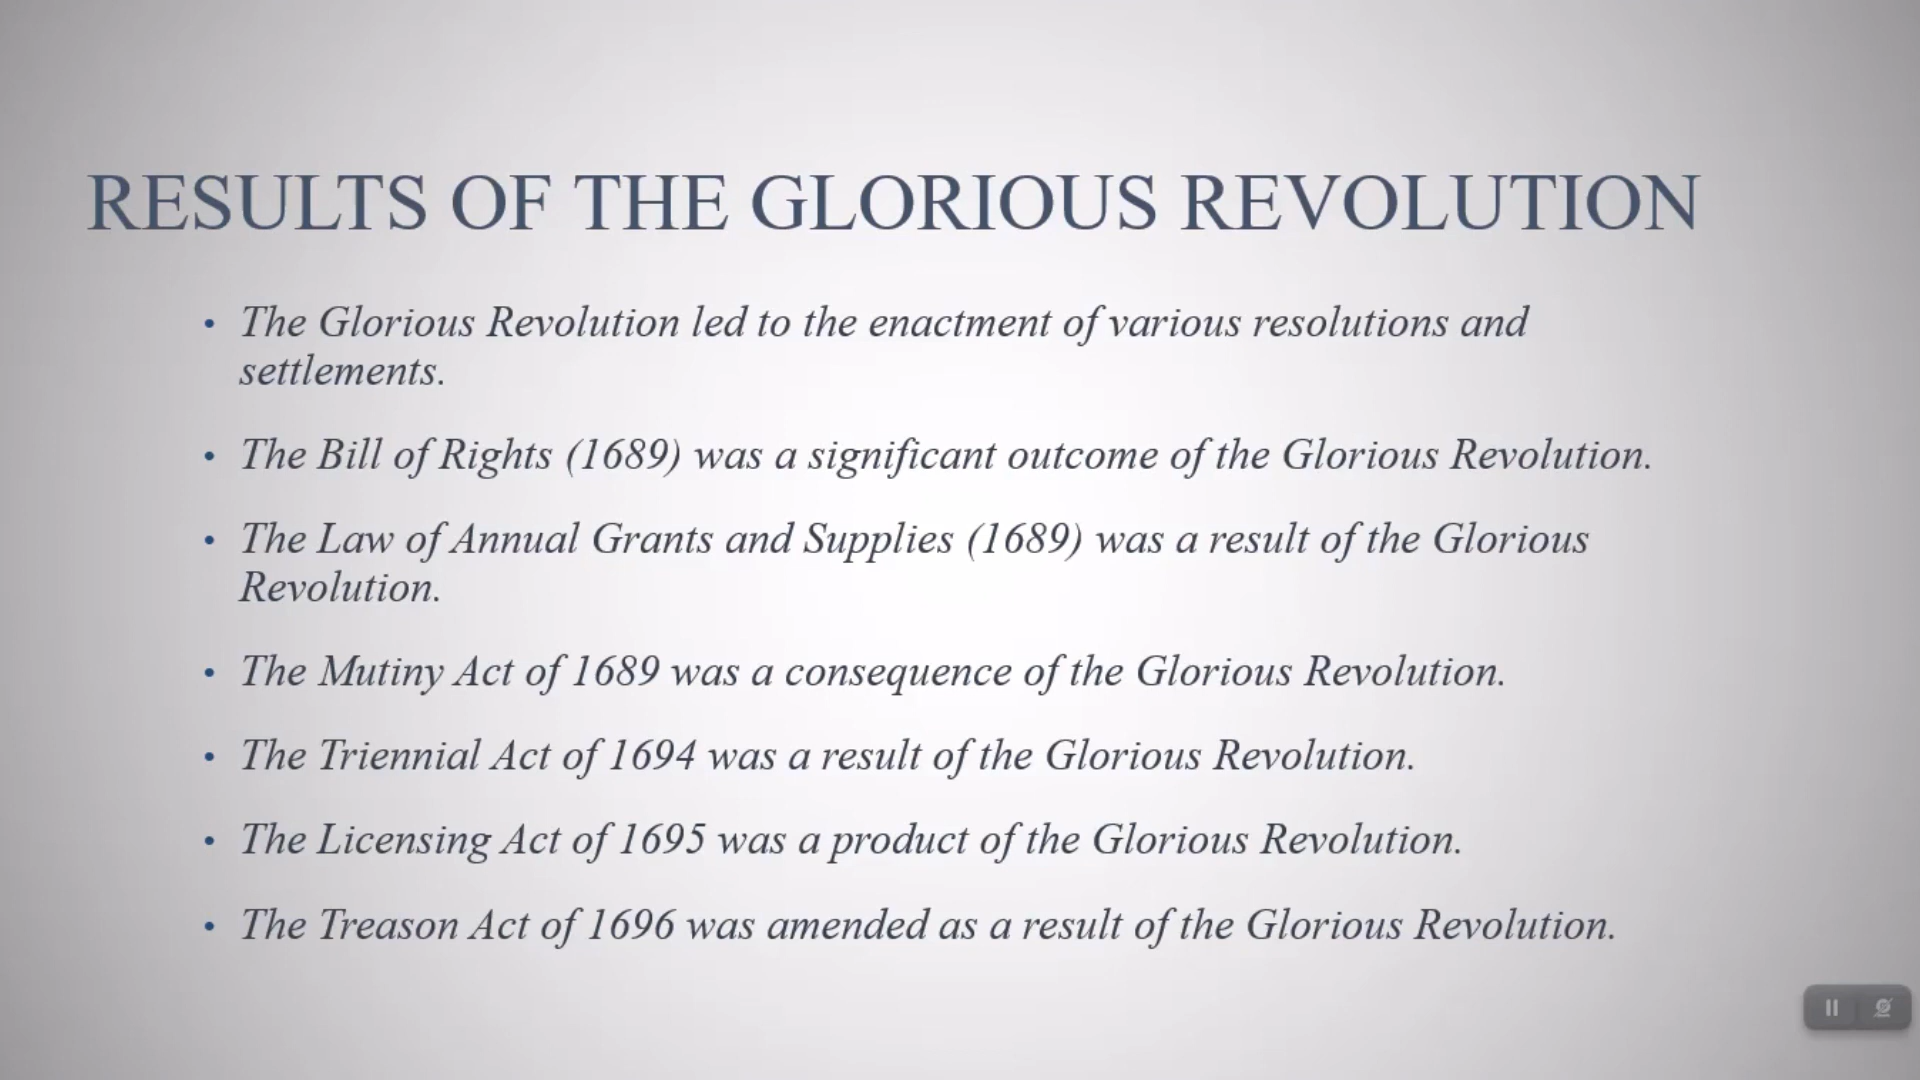 RESULTS OF THE GLORIOUS REVOLUTION
• The Glorious Revolution led to the enactment of various resolutions and
settlements.
• The Bill of Rights (1689) was a significant outcome of the Glorious Revolution.
• The Law of Annual Grants and Supplies (1689) was a result of the Glorious
Revolution.
• The Mutiny Act of 1689 was a consequence of the Glorious Revolution.
• The Triennial Act of 1694 was a result of the Glorious Revolution.
• The Licensing Act of 1695 was a product of the Glorious Revolution.
• The Treason Act of 1696 was amended as a result of the Glorious Revolution.